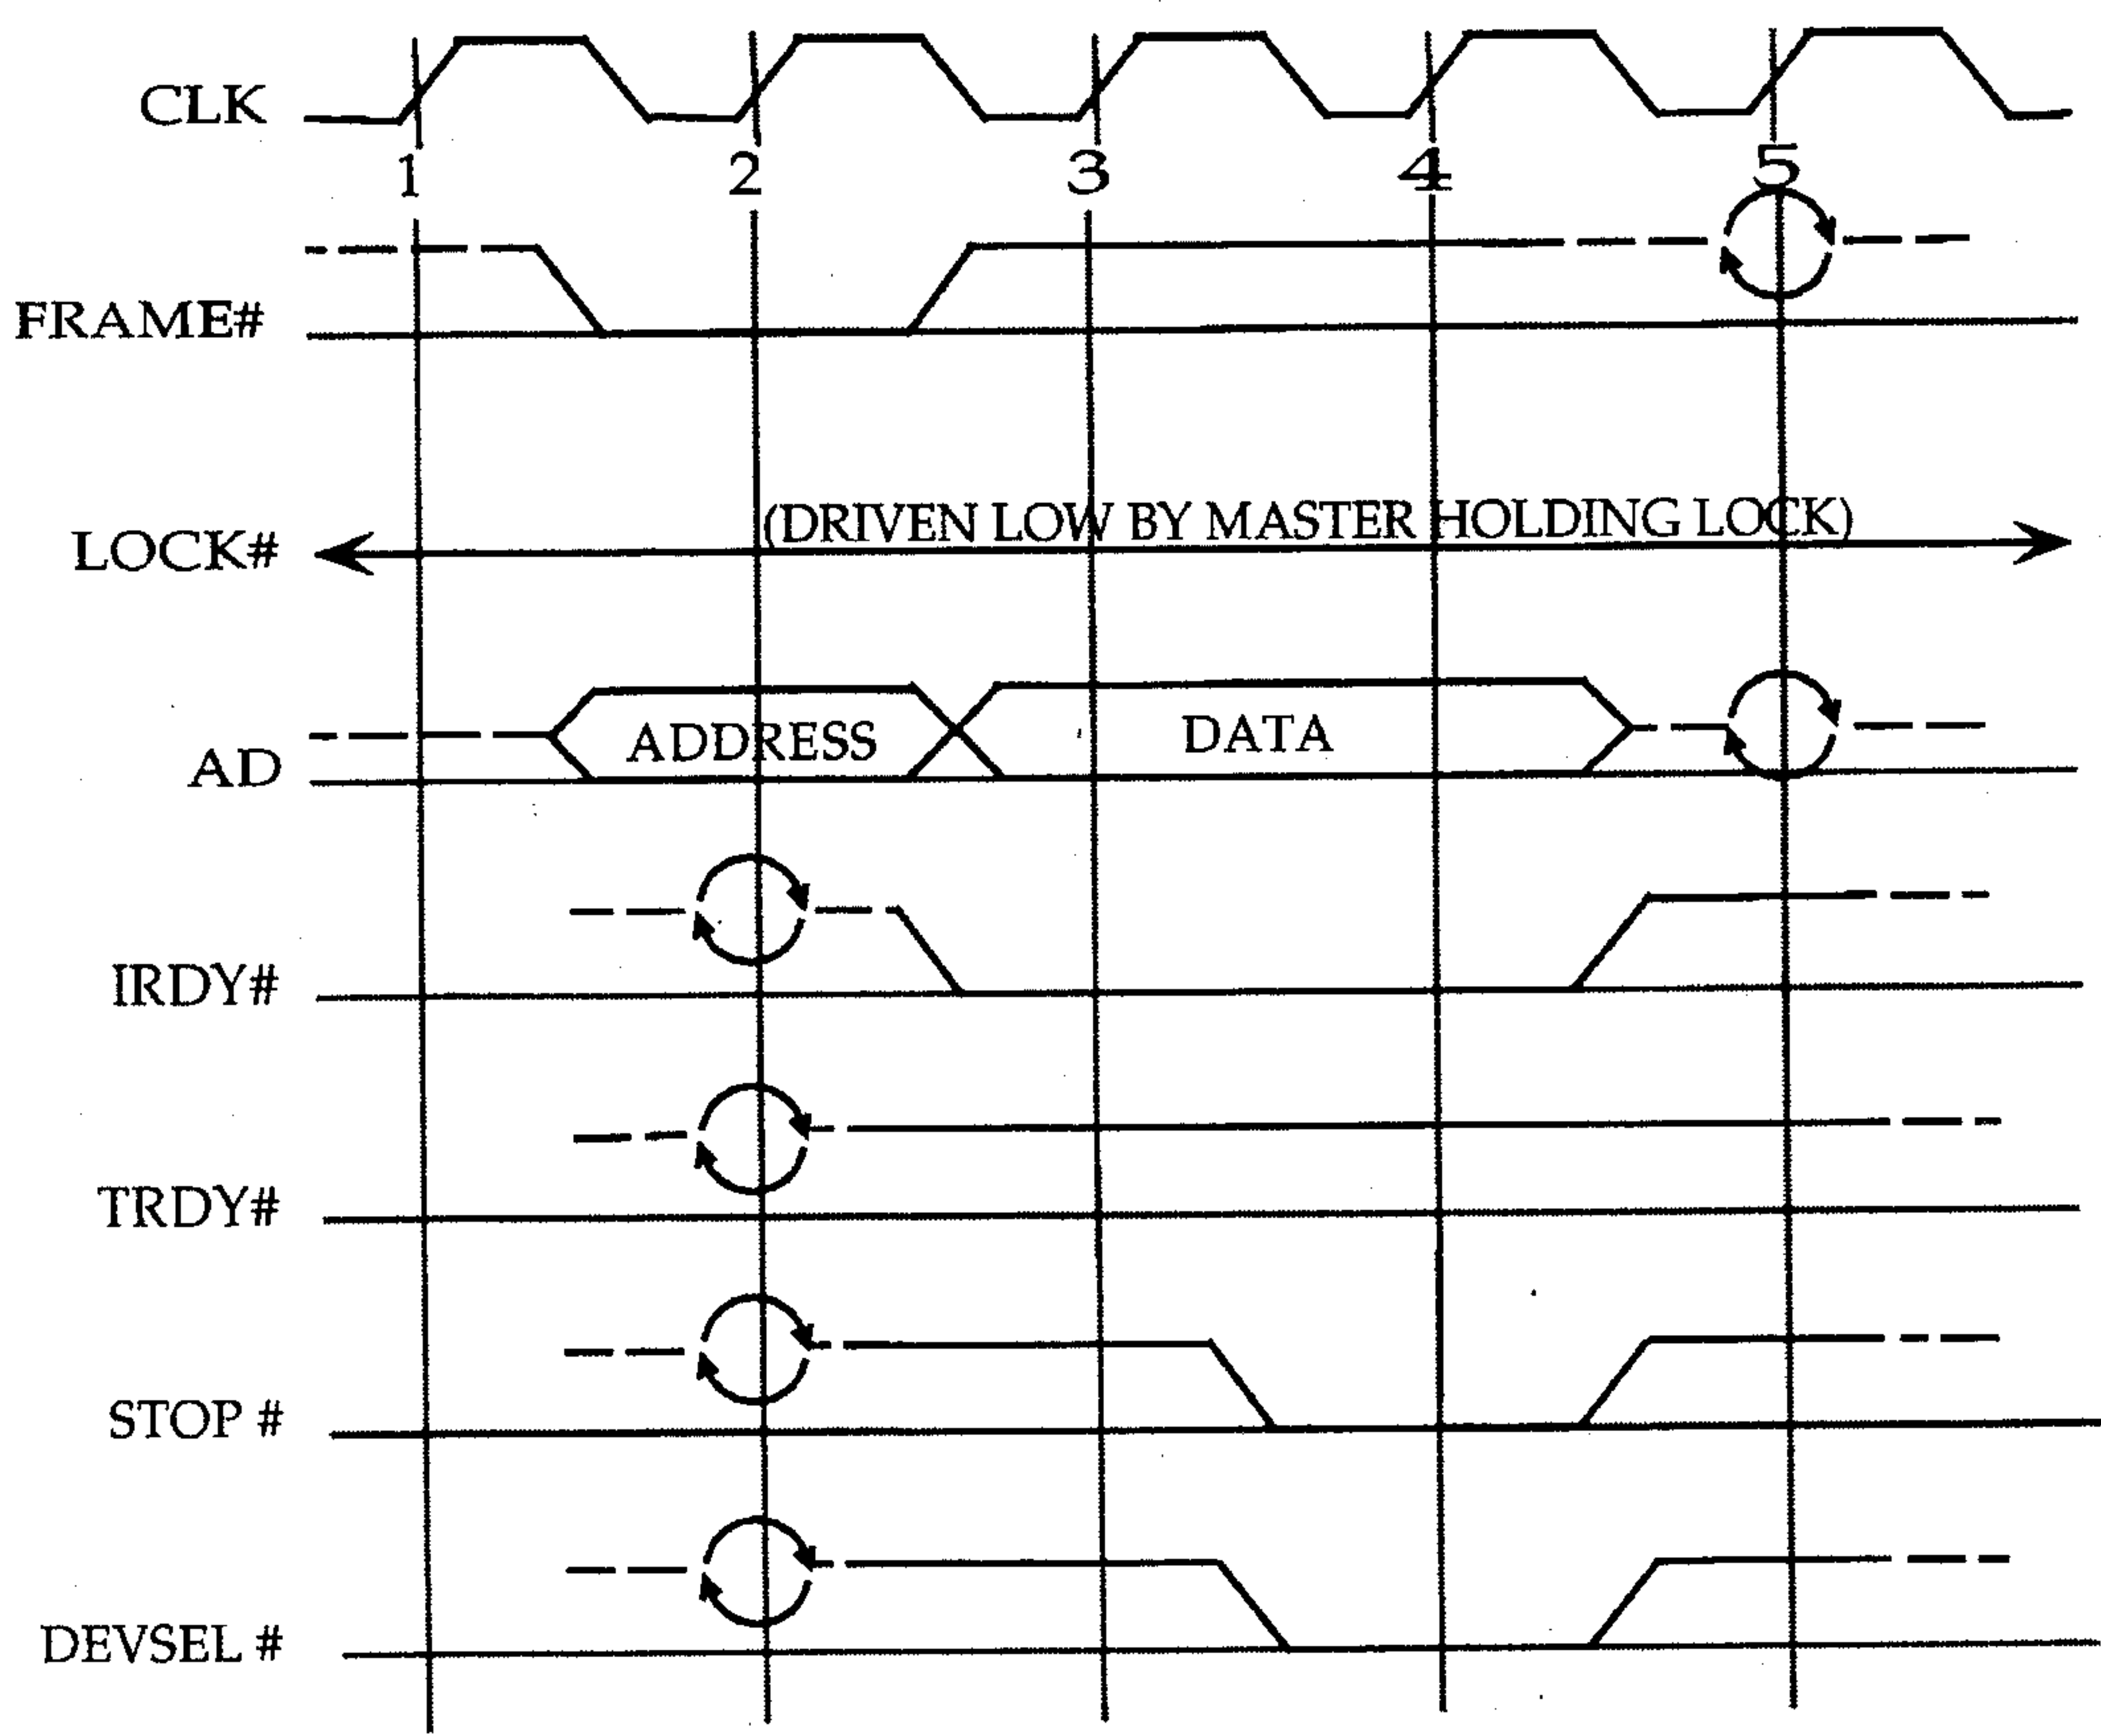 CLK
1 2 3 4 5
FRAME#
(DRIVEN LOW BY MASTER HOLDING LOCK)
LOCK#
ADDRESS DATA
AD
IRDY#
TRDY#
STOP #
DEVSEL #